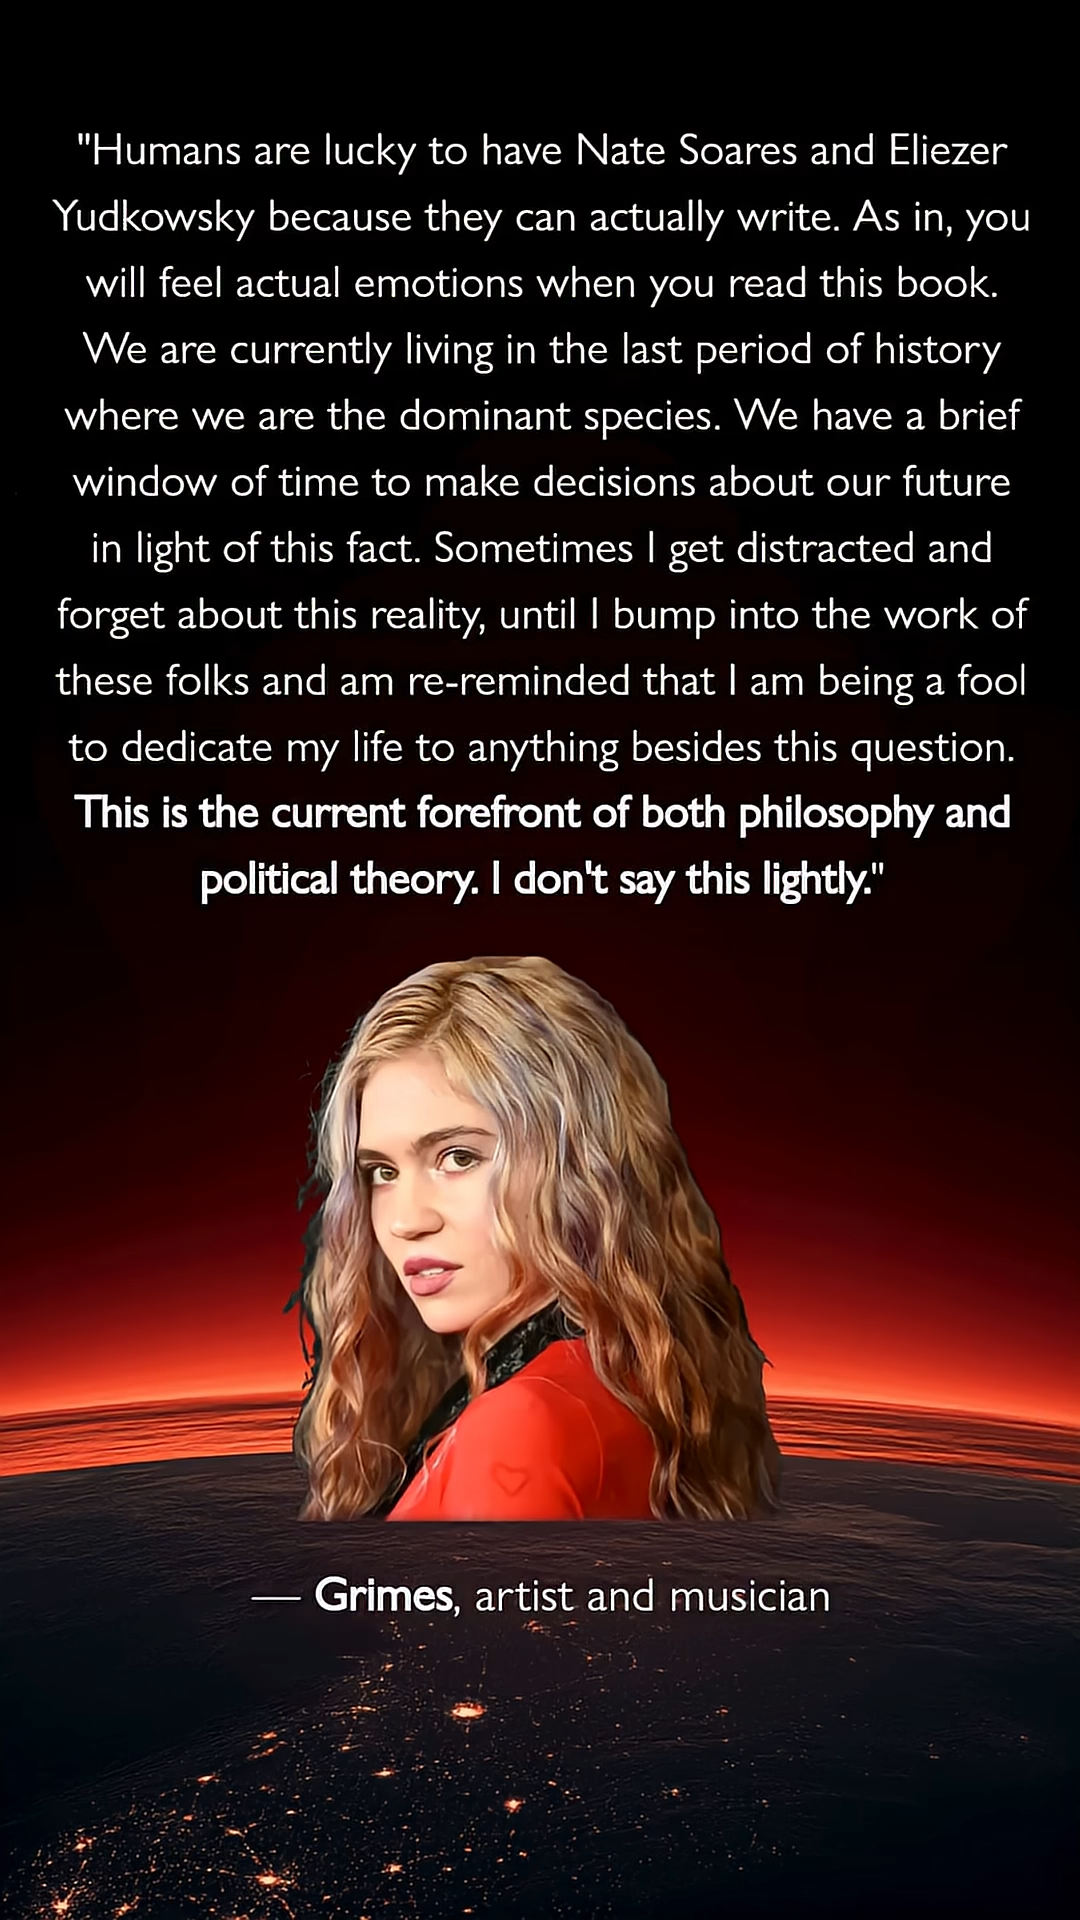 "Humans are lucky to have Nate Soares and Eliezer
Yudkowsky because they can actually write. As in, you
will feel actual emotions when you read this book.
We are currently living in the last period of history
where we are the dominant species. We have a brief
window of time to make decisions about our future
in light of this fact. Sometimes I get distracted and
forget about this reality, until I bump into the work of
these folks and am re-reminded that I am being a fool
to dedicate my life to anything besides this question.
This is the current forefront of both philosophy and
political theory. I don't say this lightly."
— Grimes, artist and musician